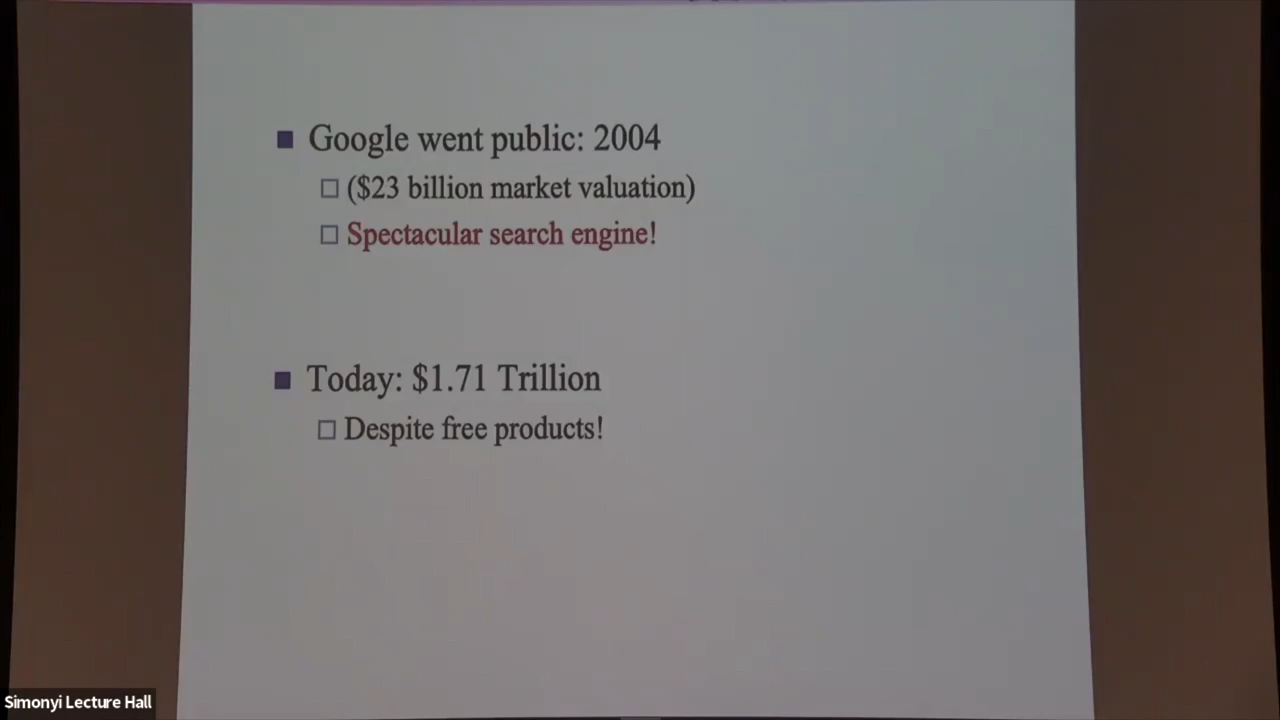 Google went public: 2004
($23 billion market valuation)
Spectacular search engine!
Today: $1.71 Trillion
Despite free products!
Simonyi Lecture Hall